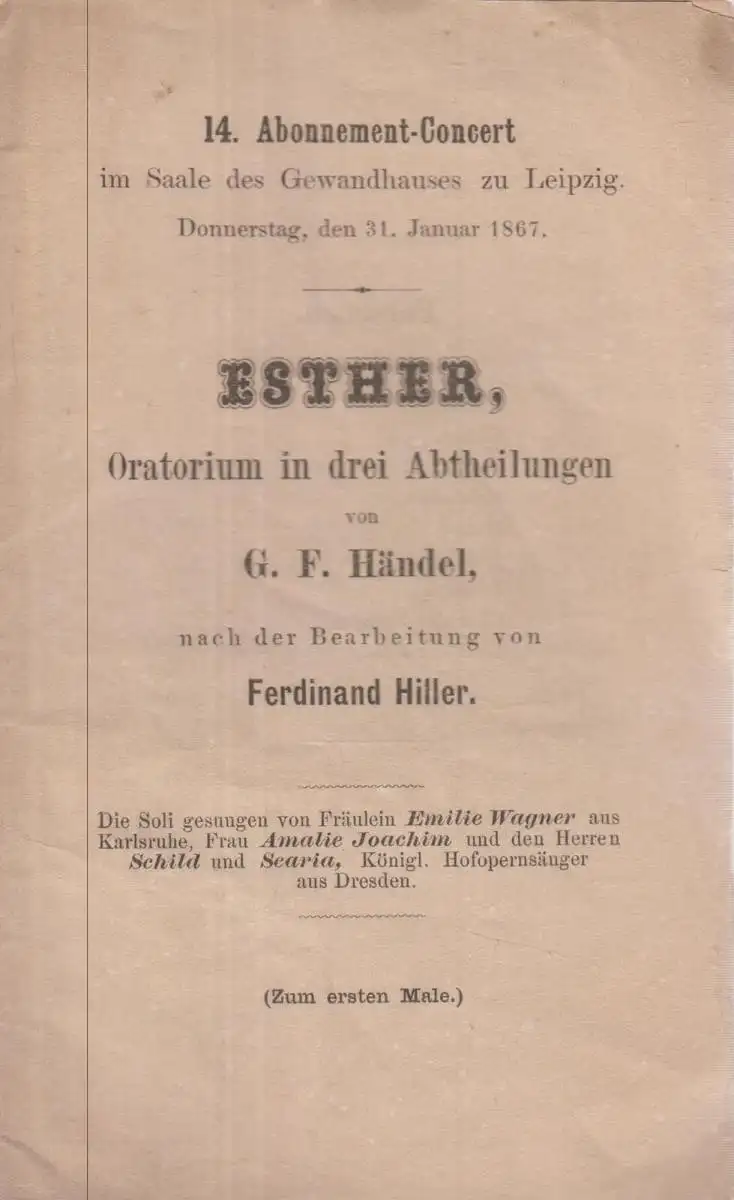 14. Abonnement-Concert
im Saale des Gewandhauses zu Leipzig.
Donnerstag, den 31. Januar 1867.
ESTHER,
Oratorium in drei Abtheilungen
von
G. F. Händel,
nach der Bearbeitung von
Ferdinand Hiller.
Die Soli gesungen von Fräulein Emilie Wagner aus
Karlsruhe, Frau Amalie Joachim und den Herren
Schild und Scaria, Königl. Hofopernsänger
aus Dresden.
(Zum ersten Male.)